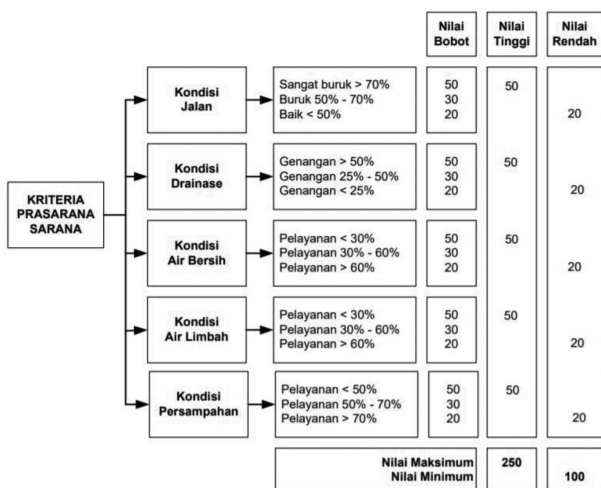 Nilai Bobot
Nilai Tinggi
Nilai Rendah
KRITERIA
PRASARANA
SARANA
Kondisi
Jalan
Sangat buruk > 70% 50 50
Buruk 50% - 70% 30
Baik < 50% 20 20
Kondisi
Drainase
Genangan > 50% 50 50
Genangan 25% - 50% 30
Genangan < 25% 20 20
Kondisi
Air Bersih
Pelayanan < 30% 50 50
Pelayanan 30% - 60% 30
Pelayanan > 60% 20 20
Kondisi
Air Limbah
Pelayanan < 30% 50 50
Pelayanan 30% - 60% 30
Pelayanan > 60% 20 20
Kondisi
Persampahan
Pelayanan < 50% 50 50
Pelayanan 50% - 70% 30
Pelayanan > 70% 20 20
Nilai Maksimum 250
Nilai Minimum 100